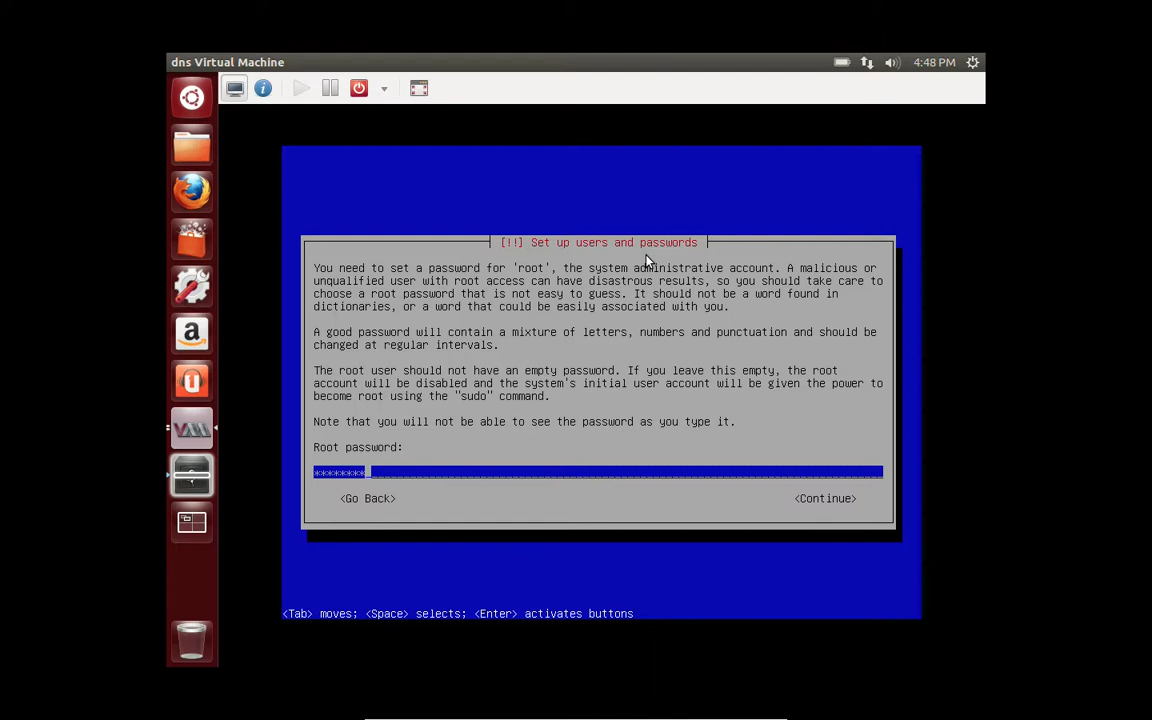 dns Virtual Machine
4:48 PM
[!!] Set up users and passwords
You need to set a password for 'root', the system administrative account. A malicious or
unqualified user with root access can have disastrous results, so you should take care to
choose a root password that is not easy to guess. It should not be a word found in
dictionaries, or a word that could be easily associated with you.
A good password will contain a mixture of letters, numbers and punctuation and should be
changed at regular intervals.
The root user should not have an empty password. If you leave this empty, the root
account will be disabled and the system's initial user account will be given the power to
become root using the "sudo" command.
Note that you will not be able to see the password as you type it.
Root password:
********
<Go Back> <Continue>
<Tab> moves; <Space> selects; <Enter> activates buttons